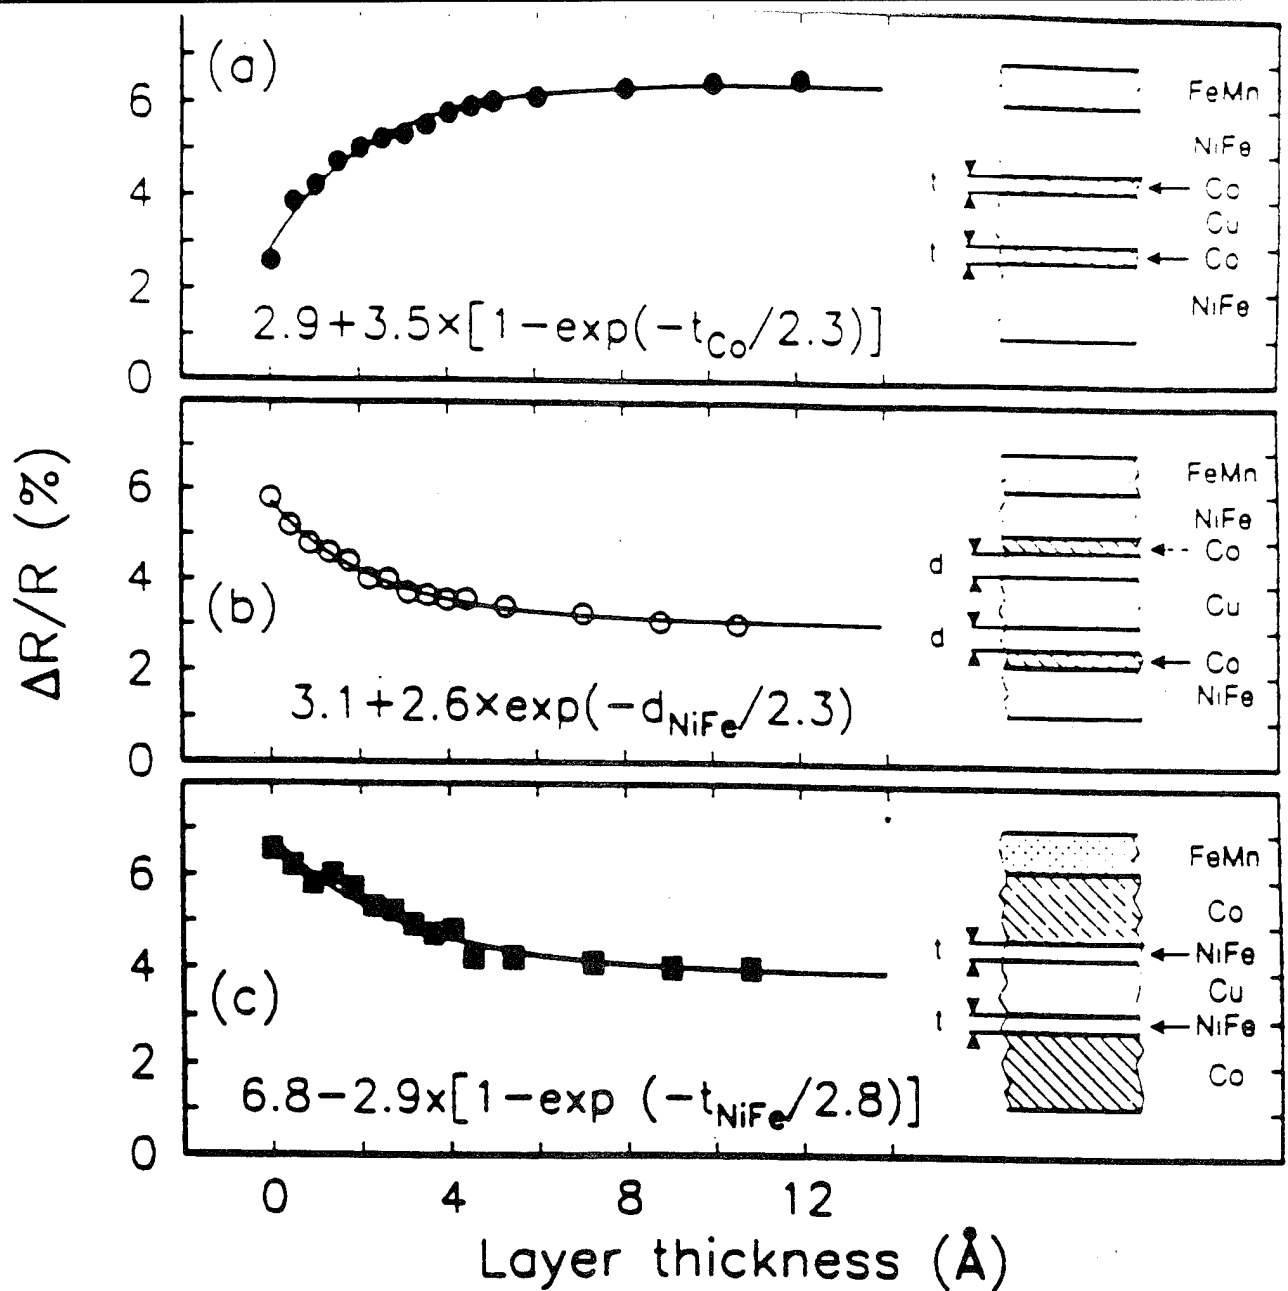 ΔR/R (%)
(a)
6
4
2
0
2.9+3.5×[1−exp(−t_Co/2.3)]
FeMn
NiFe
t
Co
Cu
t
Co
NiFe
(b)
6
4
2
0
3.1+2.6×exp(−d_NiFe/2.3)
FeMn
NiFe
Co
d
Cu
d
Co
NiFe
(c)
6
4
2
0
6.8−2.9×[1−exp (−t_NiFe/2.8)]
FeMn
Co
t
NiFe
Cu
t
NiFe
Co
0 4 8 12
Layer thickness (Å)